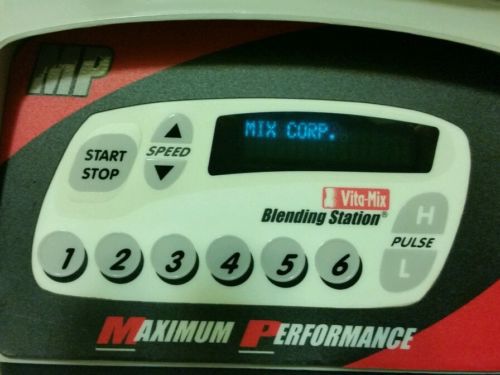 MP
MIX CORP.
START
STOP
SPEED
Vita-Mix
Blending Station®
H
PULSE
L
1 2 3 4 5 6
MAXIMUM PERFORMANCE